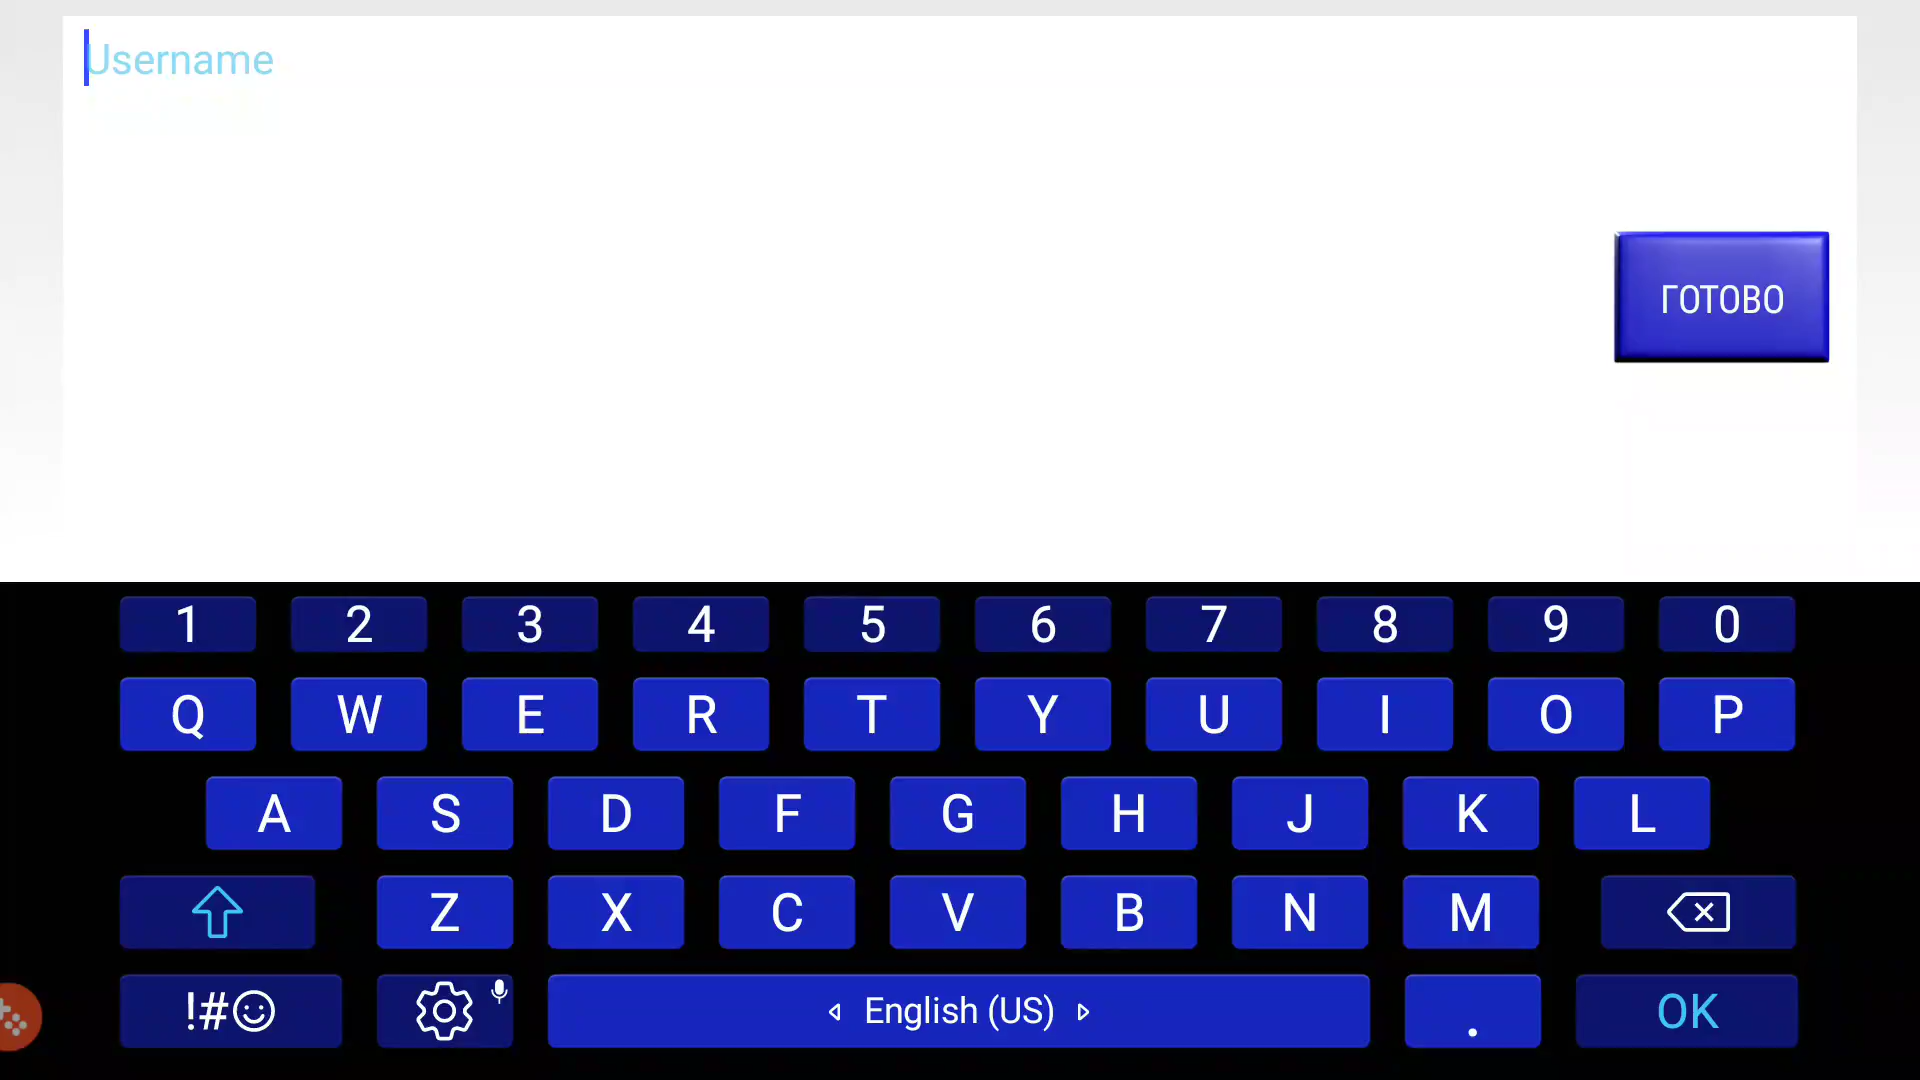 Username
ГОТОВО
1 2 3 4 5 6 7 8 9 0
Q W E R T Y U I O P
A S D F G H J K L
Z X C V B N M
!#☺ English (US) . OK